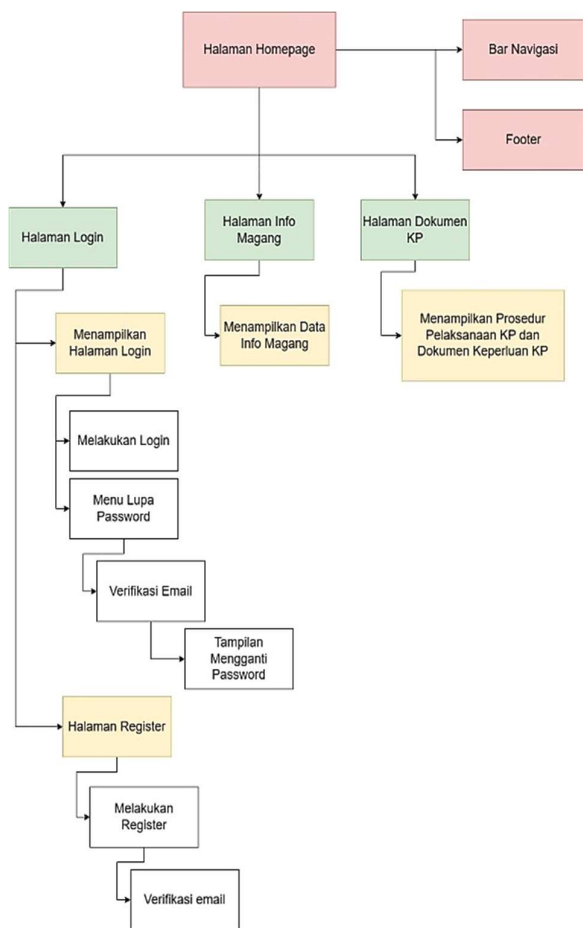 Halaman Homepage
Bar Navigasi
Footer
Halaman Login
Halaman Info
Magang
Halaman Dokumen
KP
Menampilkan
Halaman Login
Menampilkan Data
Info Magang
Menampilkan Prosedur
Pelaksanaan KP dan
Dokumen Keperluan KP
Melakukan Login
Menu Lupa
Password
Verifikasi Email
Tampilan
Mengganti
Password
Halaman Register
Melakukan
Register
Verifikasi email